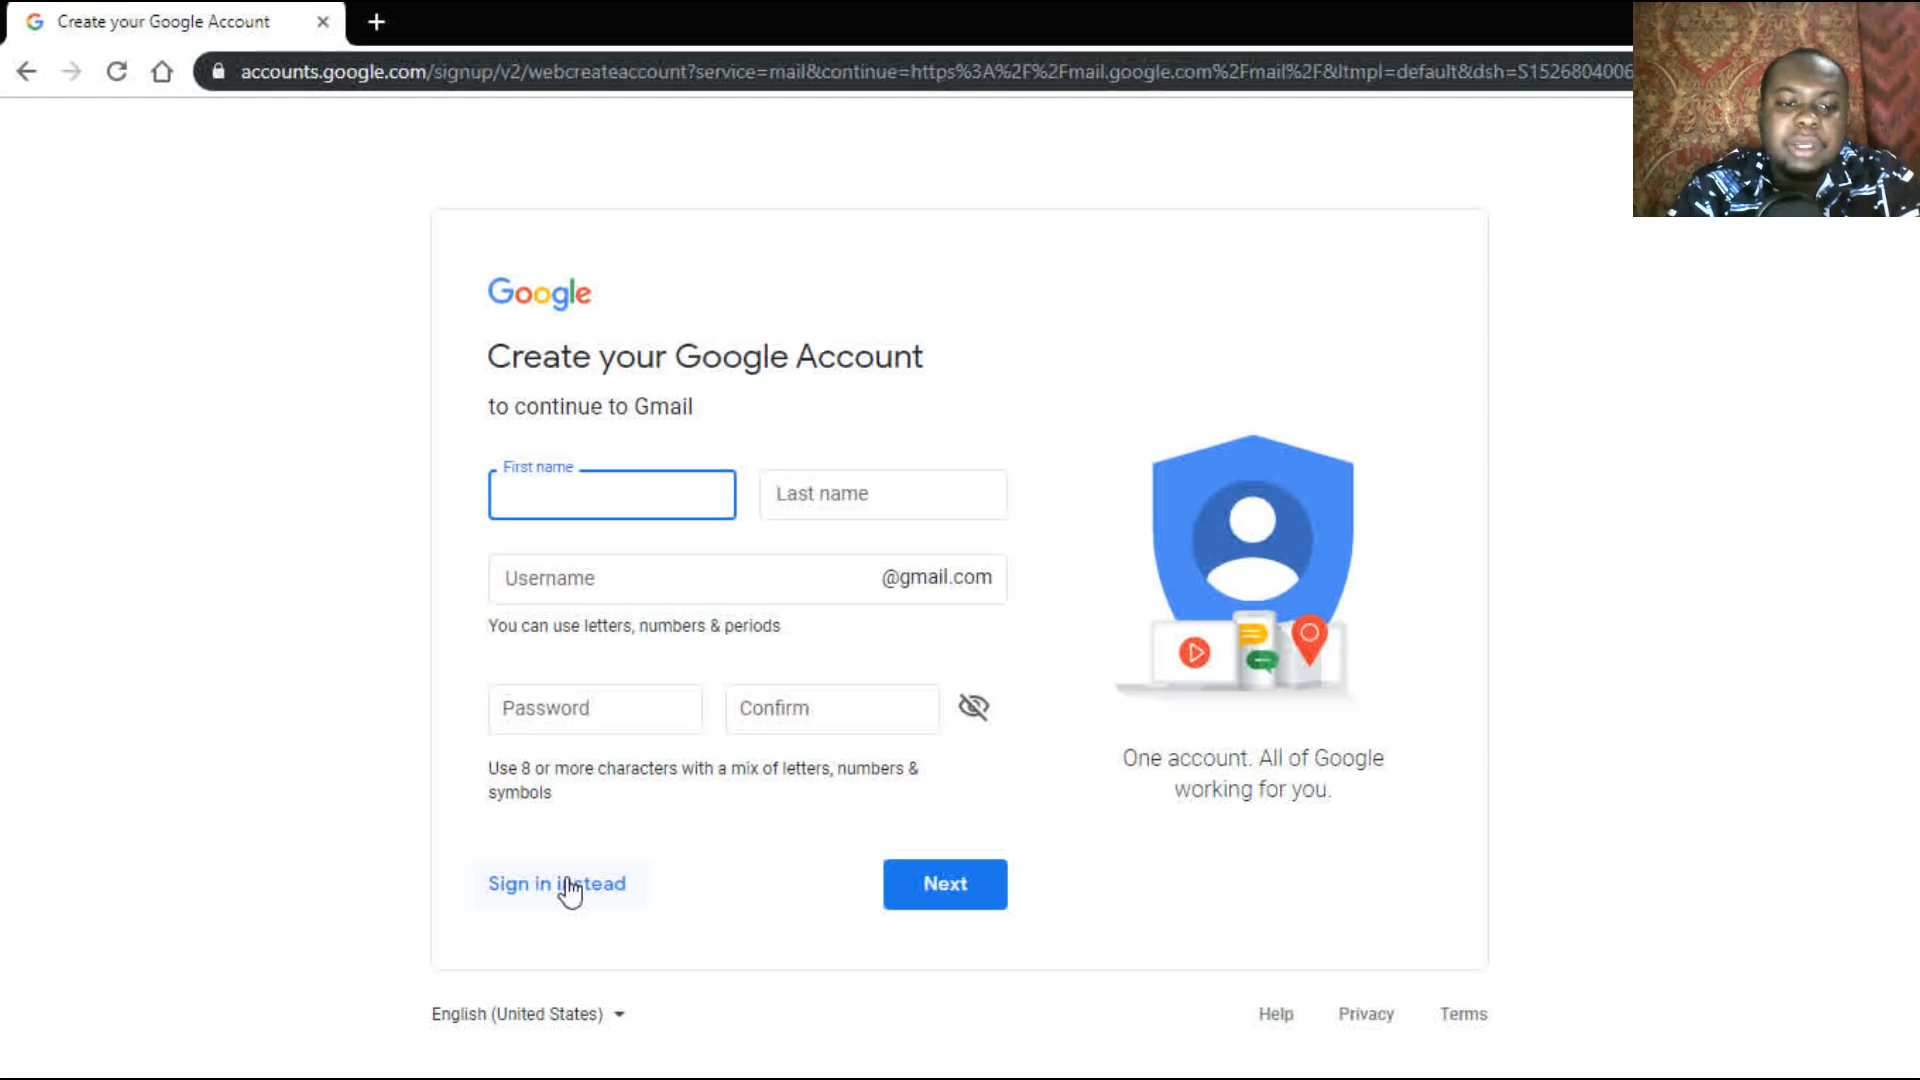 Create your Google Account
accounts.google.com/signup/v2/webcreateaccount?service=mail&continue=https%3A%2F%2Fmail.google.com%2Fmail%2F&ltmpl=default&dsh=S1526804006
Google
Create your Google Account
to continue to Gmail
First name
Last name
Username
@gmail.com
You can use letters, numbers & periods
Password
Confirm
Use 8 or more characters with a mix of letters, numbers &
symbols
One account. All of Google
working for you.
Sign in instead
Next
English (United States)
Help
Privacy
Terms